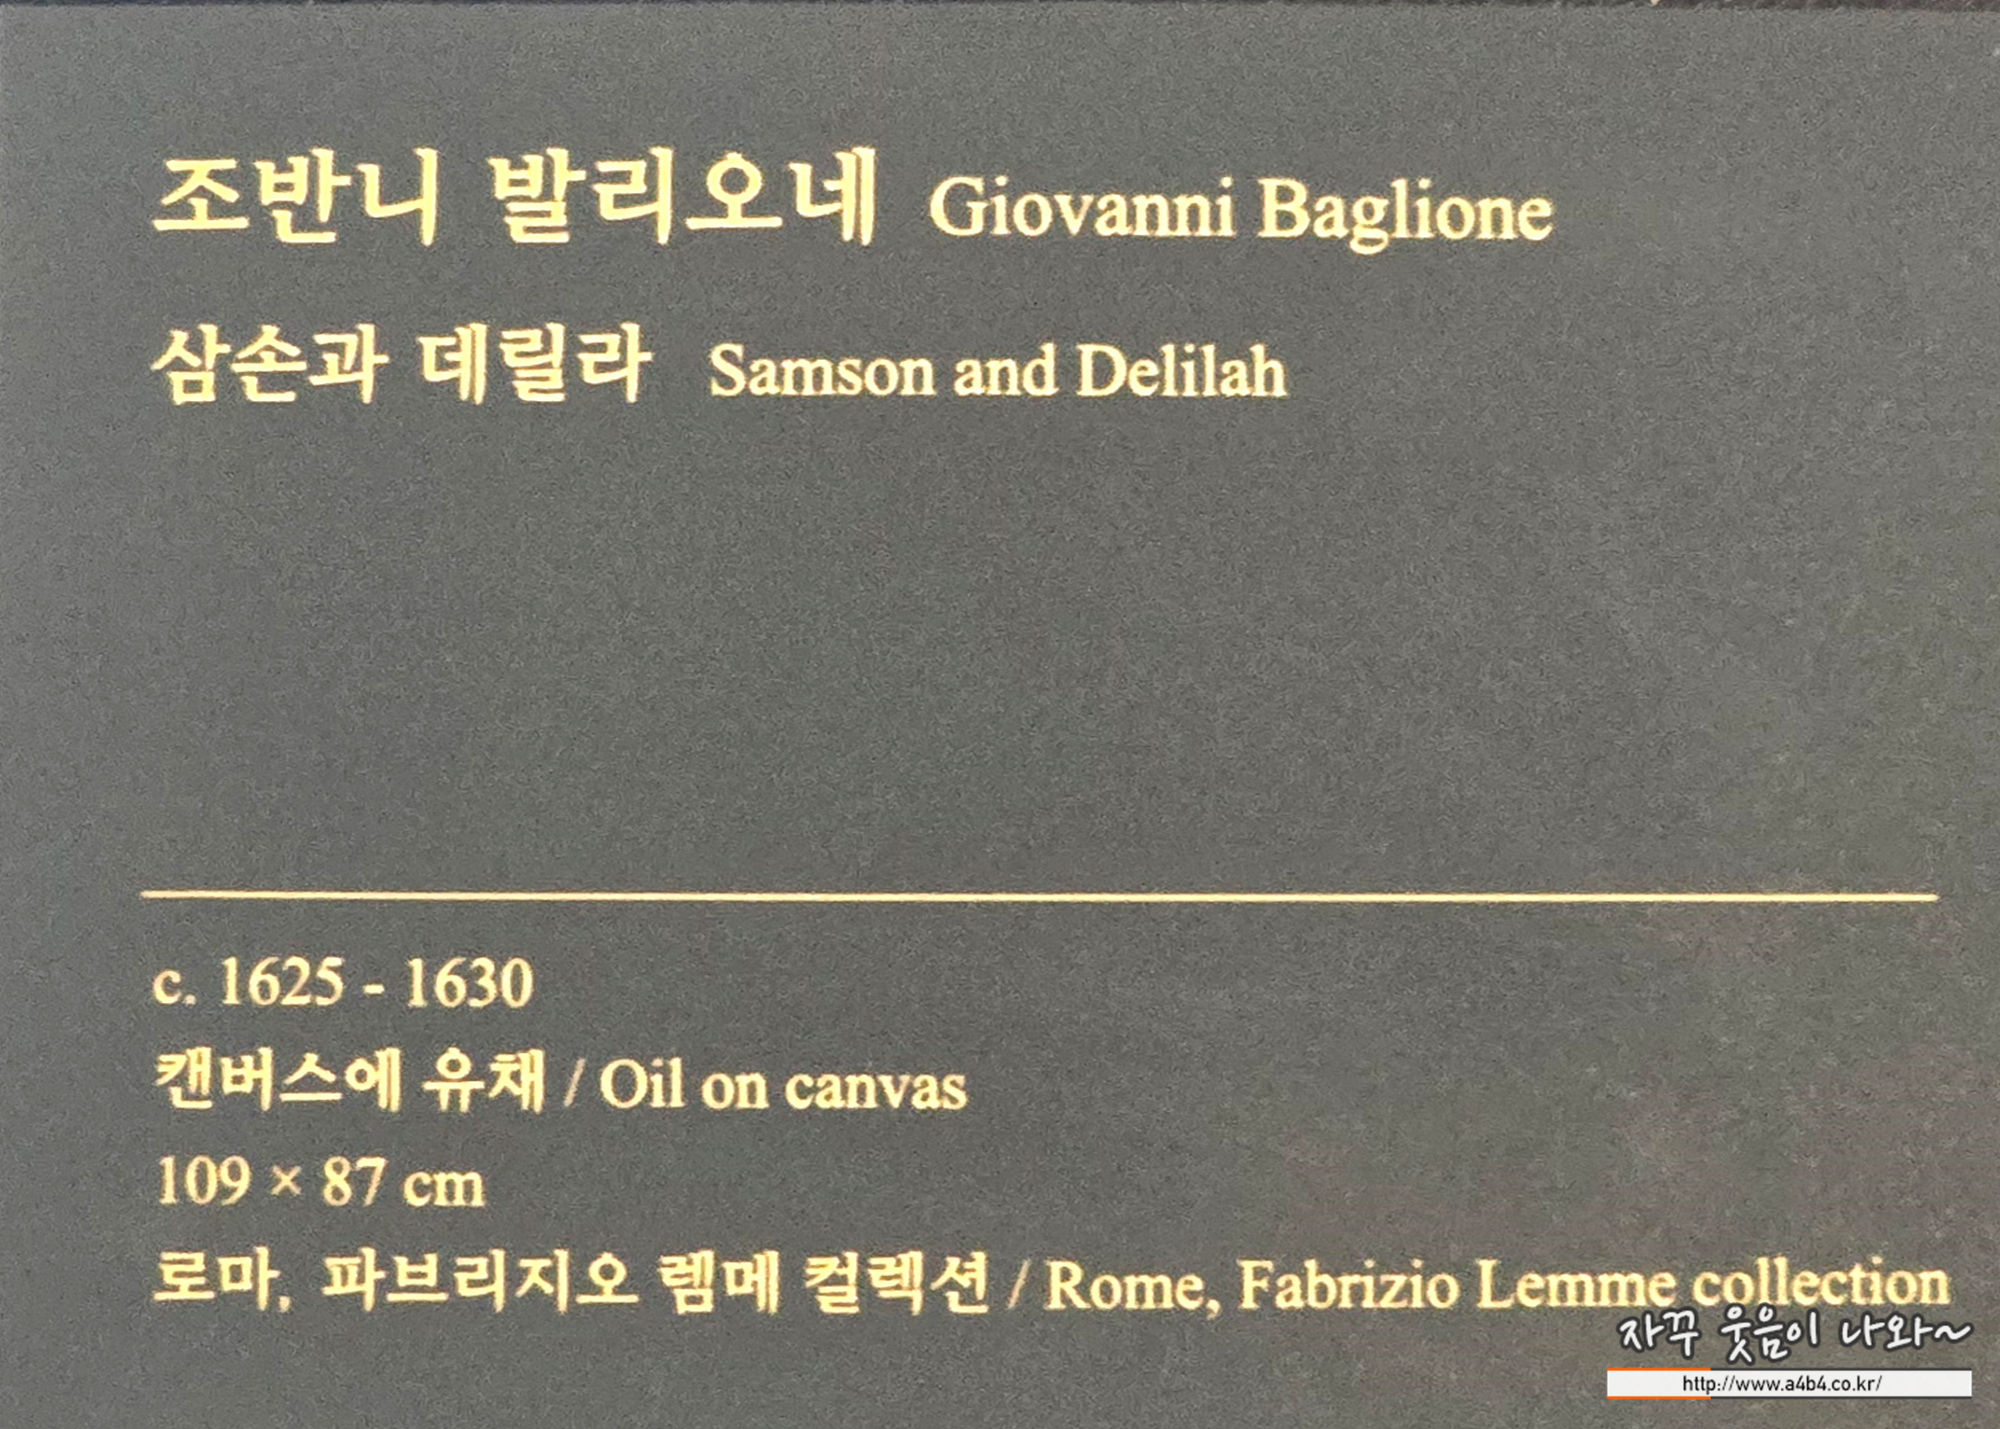 조반니 발리오네 Giovanni Baglione
삼손과 데릴라 Samson and Delilah
c. 1625 - 1630
캔버스에 유채 / Oil on canvas
109 × 87 cm
로마, 파브리지오 렘메 컬렉션 / Rome, Fabrizio Lemme collection
자꾸 웃음이 나와~
http://www.a4b4.co.kr/